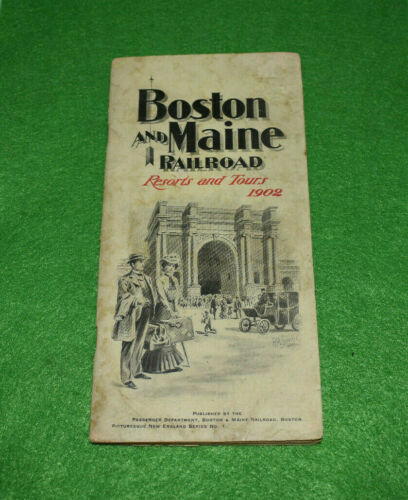 Boston
AND Maine
RAILROAD
Resorts and Tours
1902
PUBLISHED BY THE
PASSENGER DEPARTMENT, BOSTON & MAINE RAILROAD, BOSTON
PICTURESQUE NEW ENGLAND SERIES NO. 1.